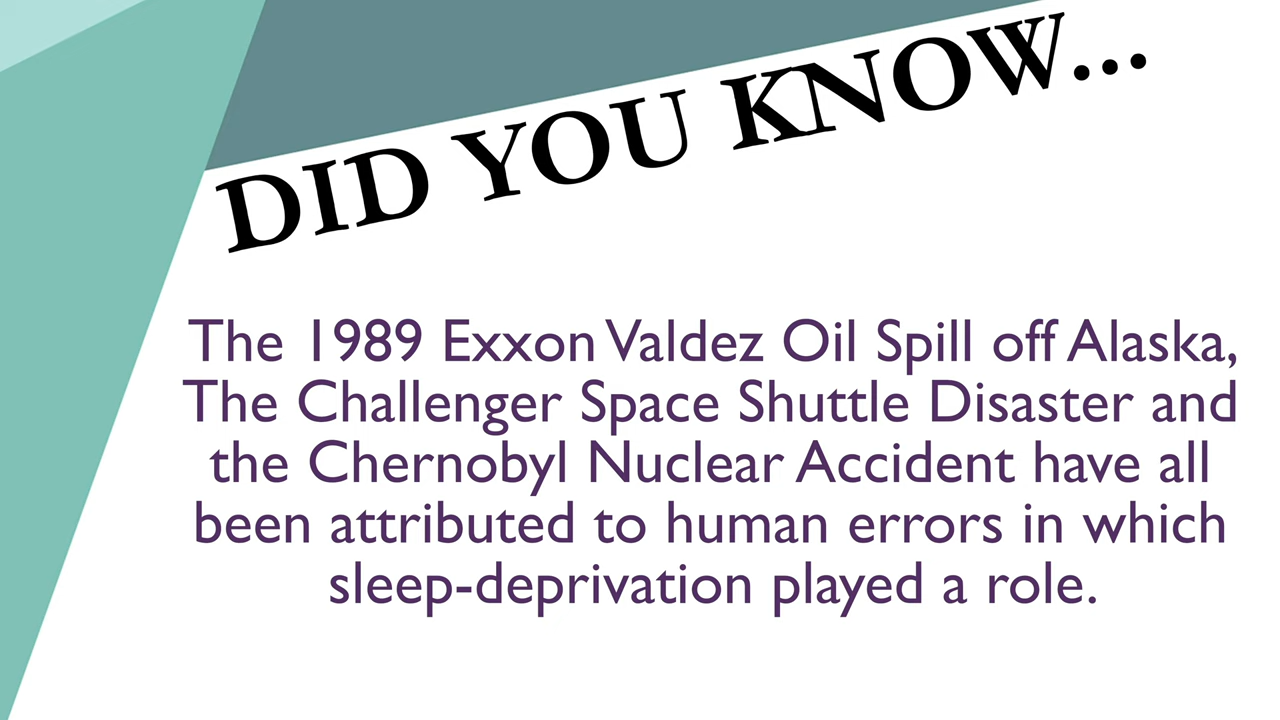 DID YOU KNOW...
The 1989 Exxon Valdez Oil Spill off Alaska,
The Challenger Space Shuttle Disaster and
the Chernobyl Nuclear Accident have all
been attributed to human errors in which
sleep-deprivation played a role.